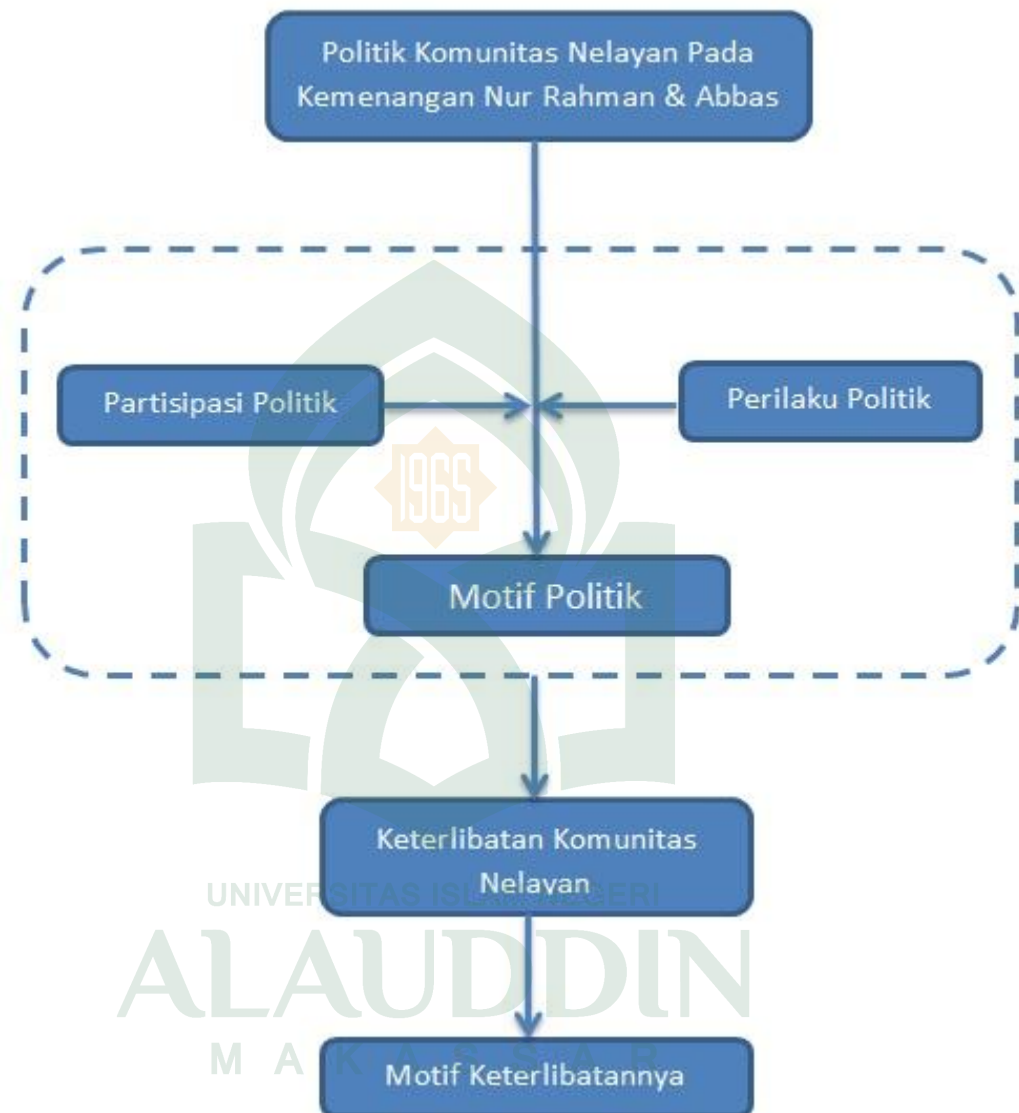 Politik Komunitas Nelayan Pada
Kemenangan Nur Rahman & Abbas
Partisipasi Politik
Perilaku Politik
1965
Motif Politik
Keterlibatan Komunitas
Nelayan
UNIVERSITAS ISLAM NEGERI
ALAUDDIN
MAKASSAR
Motif Keterlibatannya